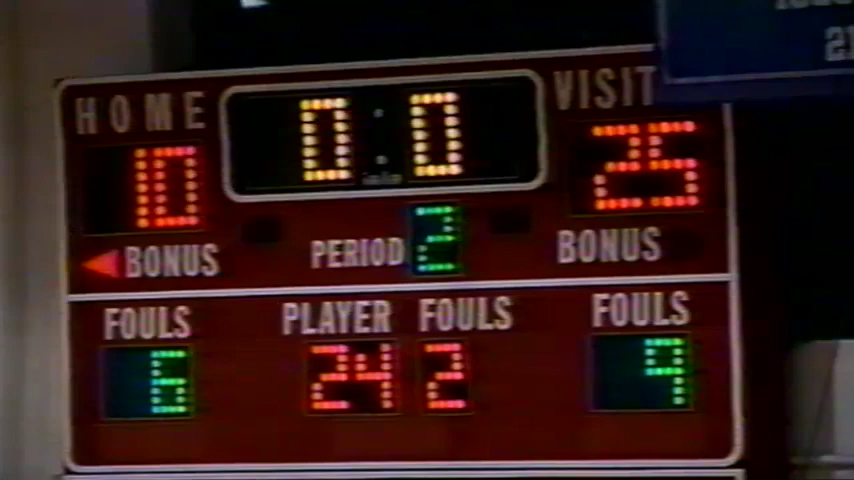 HOME 0:0 VISIT
10 25
BONUS PERIOD 2 BONUS
FOULS PLAYER FOULS FOULS
6 24 2 9